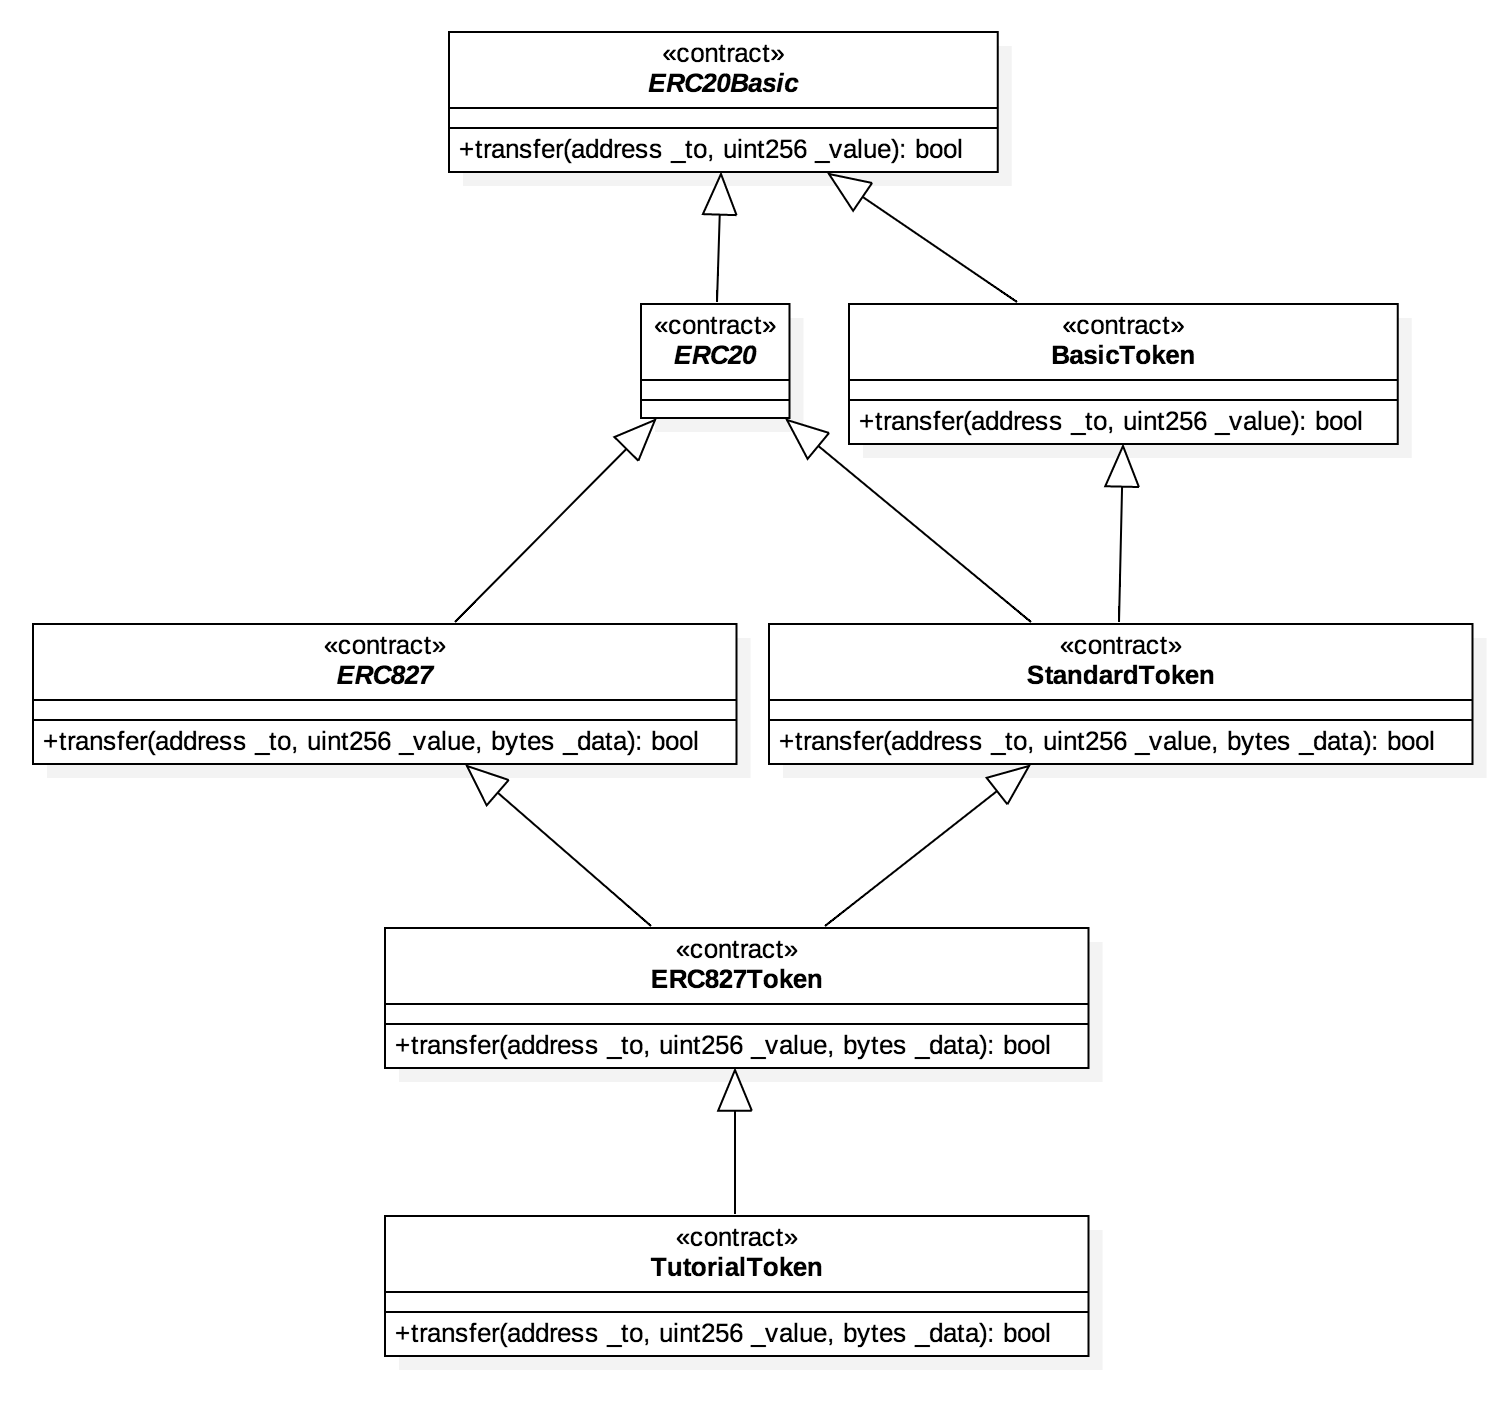 «contract»
ERC20Basic
+transfer(address _to, uint256 _value): bool
«contract»
ERC20
«contract»
BasicToken
+transfer(address _to, uint256 _value): bool
«contract»
ERC827
+transfer(address _to, uint256 _value, bytes _data): bool
«contract»
StandardToken
+transfer(address _to, uint256 _value, bytes _data): bool
«contract»
ERC827Token
+transfer(address _to, uint256 _value, bytes _data): bool
«contract»
TutorialToken
+transfer(address _to, uint256 _value, bytes _data): bool